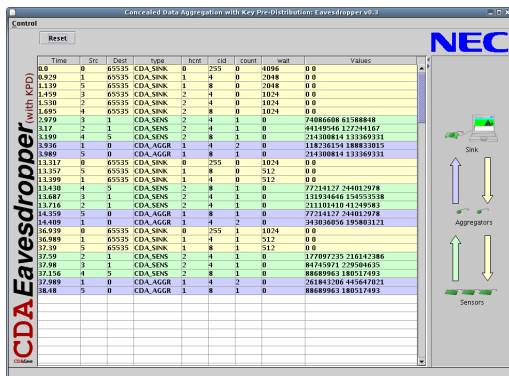 Concealed Data Aggregation with Key Pre-Distribution: Eavesdropper v0.3
Control
Reset
NEC
CDAEavesdropper (with KPD)
Time Src Dest type hcnt cid count wait Values
0.0 0 65535 CDA_SINK 0 255 0 4096 0 0
0.929 1 65535 CDA_SINK 1 4 0 2048 0 0
1.139 5 65535 CDA_SINK 1 8 0 2048 0 0
1.459 3 65535 CDA_SINK 2 4 0 1024 0 0
1.530 2 65535 CDA_SINK 2 4 0 1024 0 0
1.695 4 65535 CDA_SINK 2 8 0 1024 0 0
2.979 3 1 CDA_SENS 2 4 1 0 74086608 61588848
3.17 2 1 CDA_SENS 2 4 1 0 44149546 127244167
3.199 4 5 CDA_SENS 2 8 1 0 214300814 133369331
3.936 1 0 CDA_AGGR 1 4 2 0 118236154 188833015
3.989 5 0 CDA_AGGR 1 8 1 0 214300814 133369331
13.317 0 65535 CDA_SINK 0 255 0 1024 0 0
13.357 5 65535 CDA_SINK 1 8 0 512 0 0
13.399 1 65535 CDA_SINK 1 4 0 512 0 0
13.430 4 5 CDA_SENS 2 8 1 0 77214127 244012978
13.687 3 1 CDA_SENS 2 4 1 0 131934646 154553538
13.716 2 1 CDA_SENS 2 4 1 0 211101410 41249583
14.359 5 0 CDA_AGGR 1 8 1 0 77214127 244012978
14.409 1 0 CDA_AGGR 1 4 2 0 343036056 195803121
36.939 0 65535 CDA_SINK 0 255 1 1024 0 0
36.989 1 65535 CDA_SINK 1 4 1 512 0 0
37.39 5 65535 CDA_SINK 1 8 1 512 0 0
37.59 2 1 CDA_SENS 2 4 1 0 177097235 216142386
37.98 3 1 CDA_SENS 2 4 1 0 84745971 229504635
37.156 4 5 CDA_SENS 2 8 1 0 88689963 180517493
37.989 1 0 CDA_AGGR 1 4 2 0 261843206 445647021
38.48 5 0 CDA_AGGR 1 8 1 0 88689963 180517493
Sink
Aggregators
Sensors